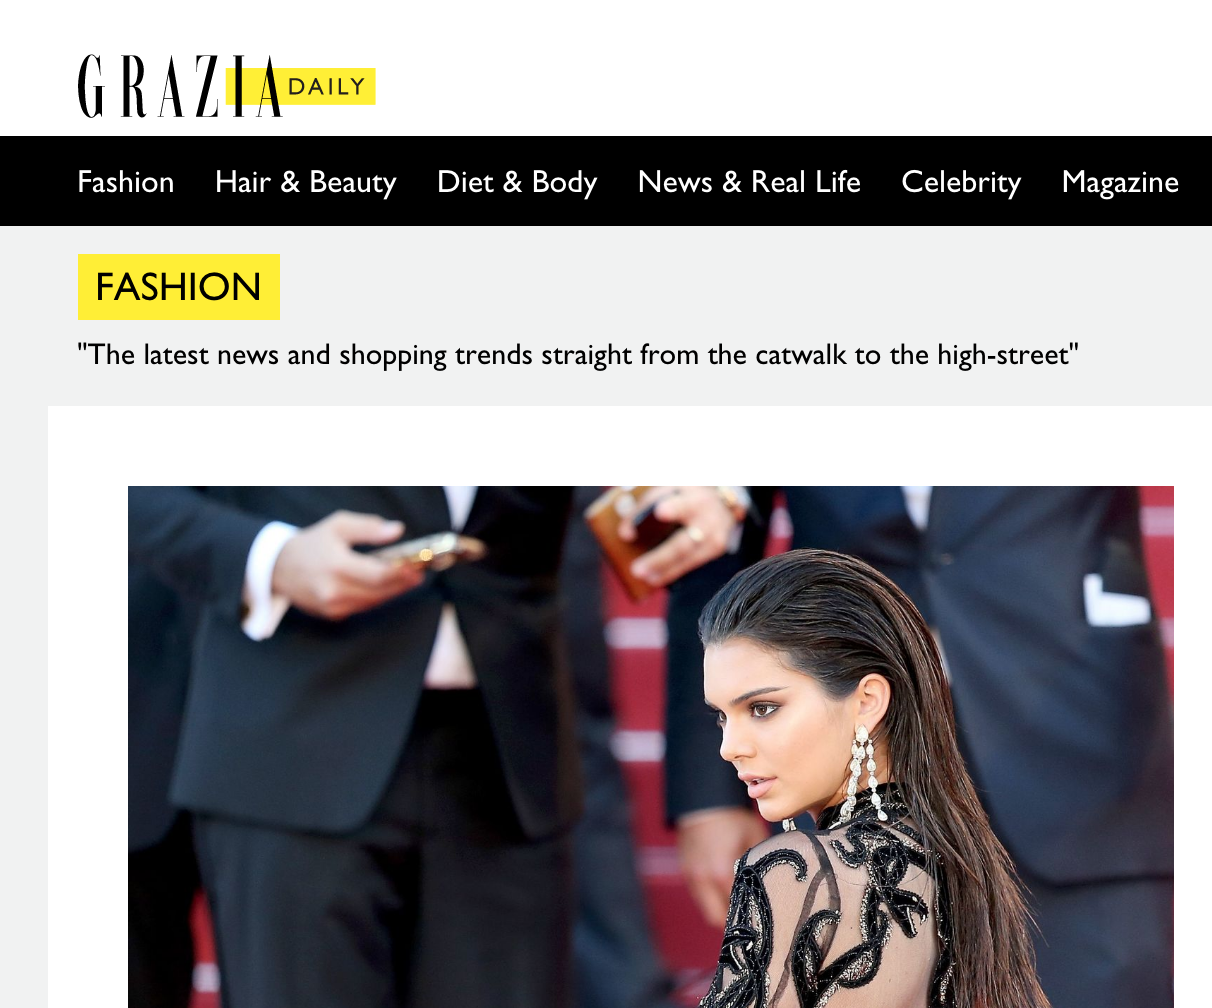 GRAZIA DAILY
Fashion Hair & Beauty Diet & Body News & Real Life Celebrity Magazine
FASHION
"The latest news and shopping trends straight from the catwalk to the high-street"